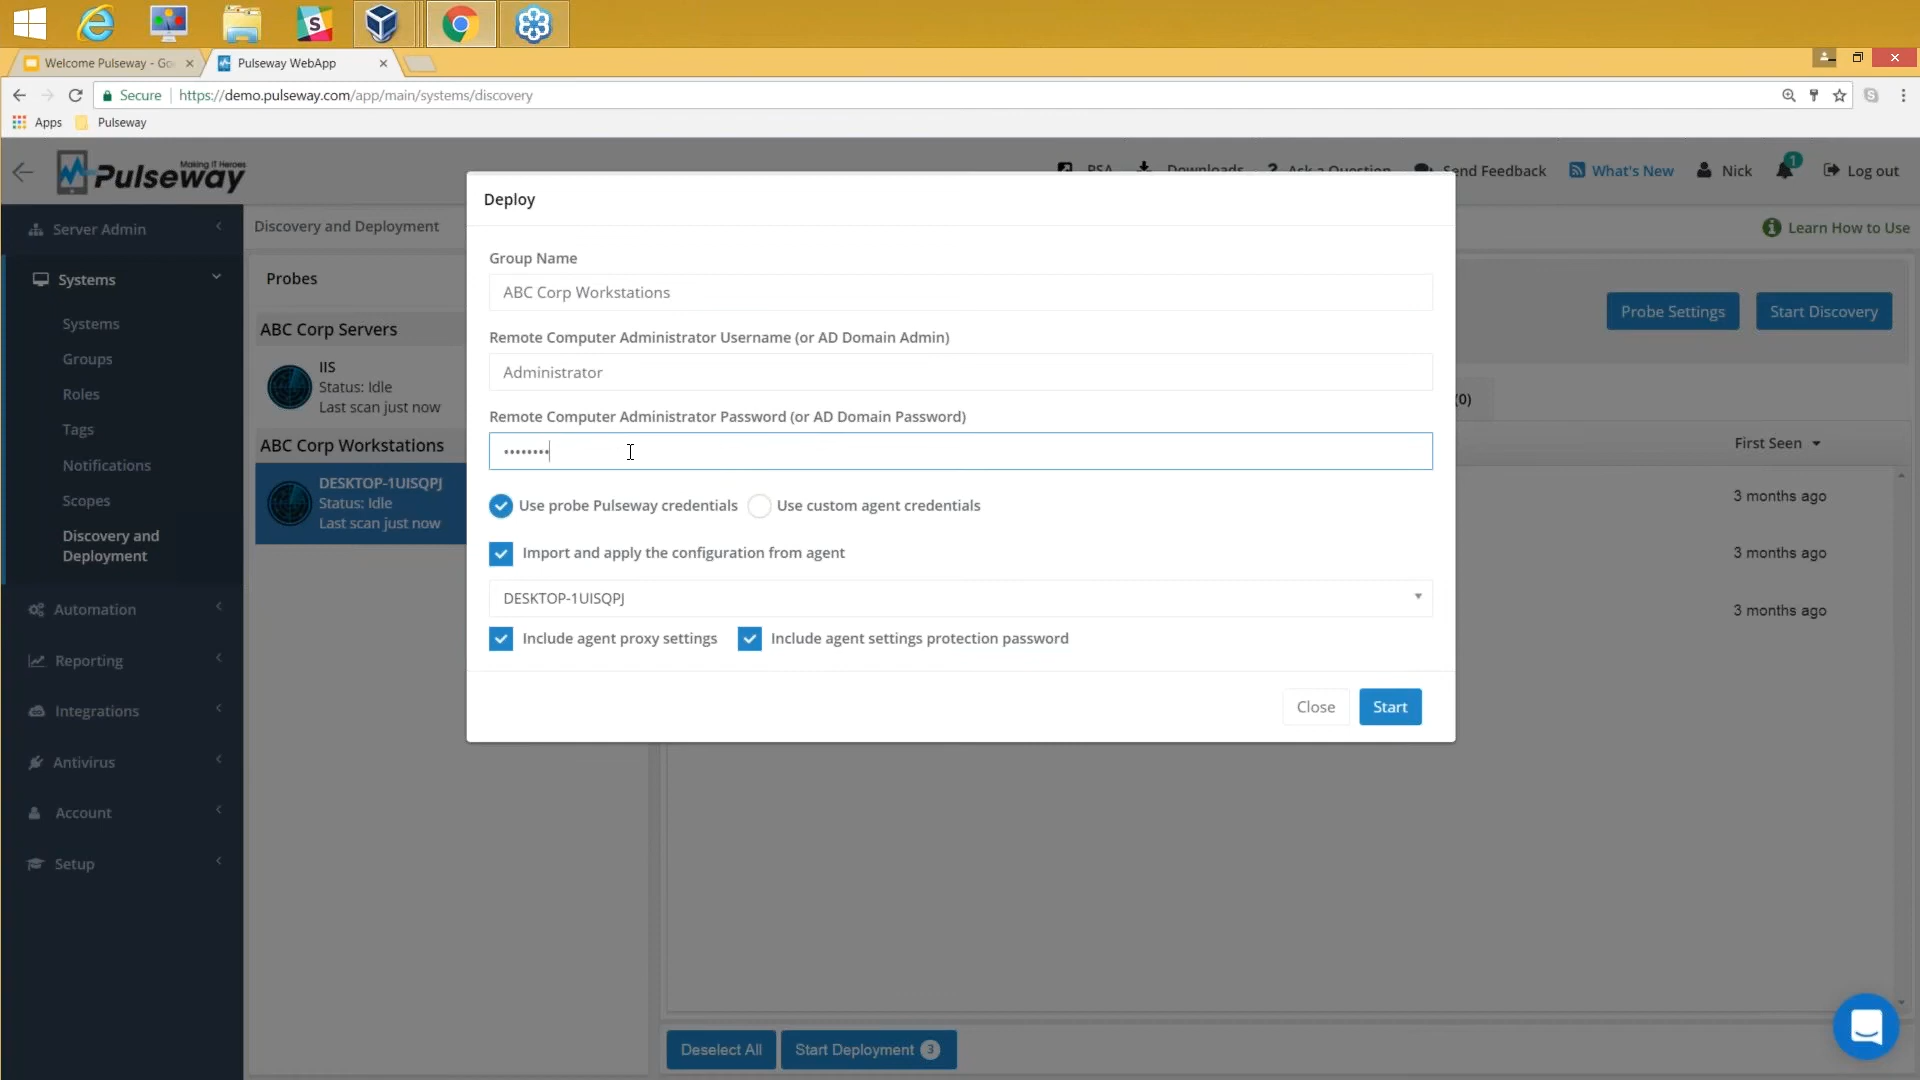 Welcome Pulseway - Go
Pulseway WebApp
Secure
https://demo.pulseway.com/app/main/systems/discovery
Apps
Pulseway
Making IT Heroes
Pulseway
PSA
Downloads
Ask a Question
Send Feedback
What's New
Nick
1
Log out
Server Admin
Discovery and Deployment
Learn How to Use
Systems
Systems
Groups
Roles
Tags
Notifications
Scopes
Discovery and
Deployment
Automation
Reporting
Integrations
Antivirus
Account
Setup
Probes
ABC Corp Servers
IIS
Status: Idle
Last scan just now
ABC Corp Workstations
DESKTOP-1UISQPJ
Status: Idle
Last scan just now
Deploy
Group Name
ABC Corp Workstations
Remote Computer Administrator Username (or AD Domain Admin)
Administrator
Remote Computer Administrator Password (or AD Domain Password)
••••••••
Use probe Pulseway credentials
Use custom agent credentials
Import and apply the configuration from agent
DESKTOP-1UISQPJ
Include agent proxy settings
Include agent settings protection password
Close
Start
Probe Settings
Start Discovery
(0)
First Seen
3 months ago
3 months ago
3 months ago
Deselect All
Start Deployment 3